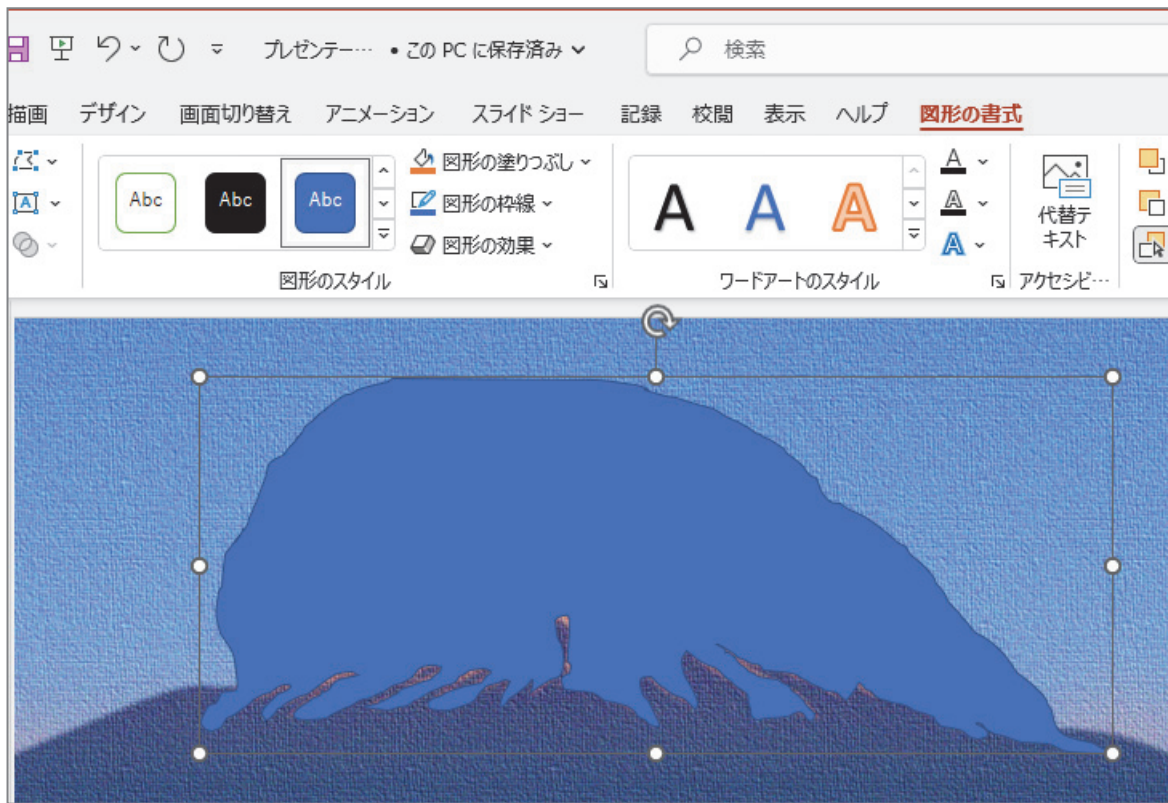 プレゼンテー… • この PC に保存済み
検索
描画 デザイン 画面切り替え アニメーション スライド ショー 記録 校閲 表示 ヘルプ 図形の書式
Abc Abc Abc
図形の塗りつぶし
図形の枠線
図形の効果
図形のスタイル
A A A
A
A
A
ワードアートのスタイル
代替テ
キスト
アクセシビ…